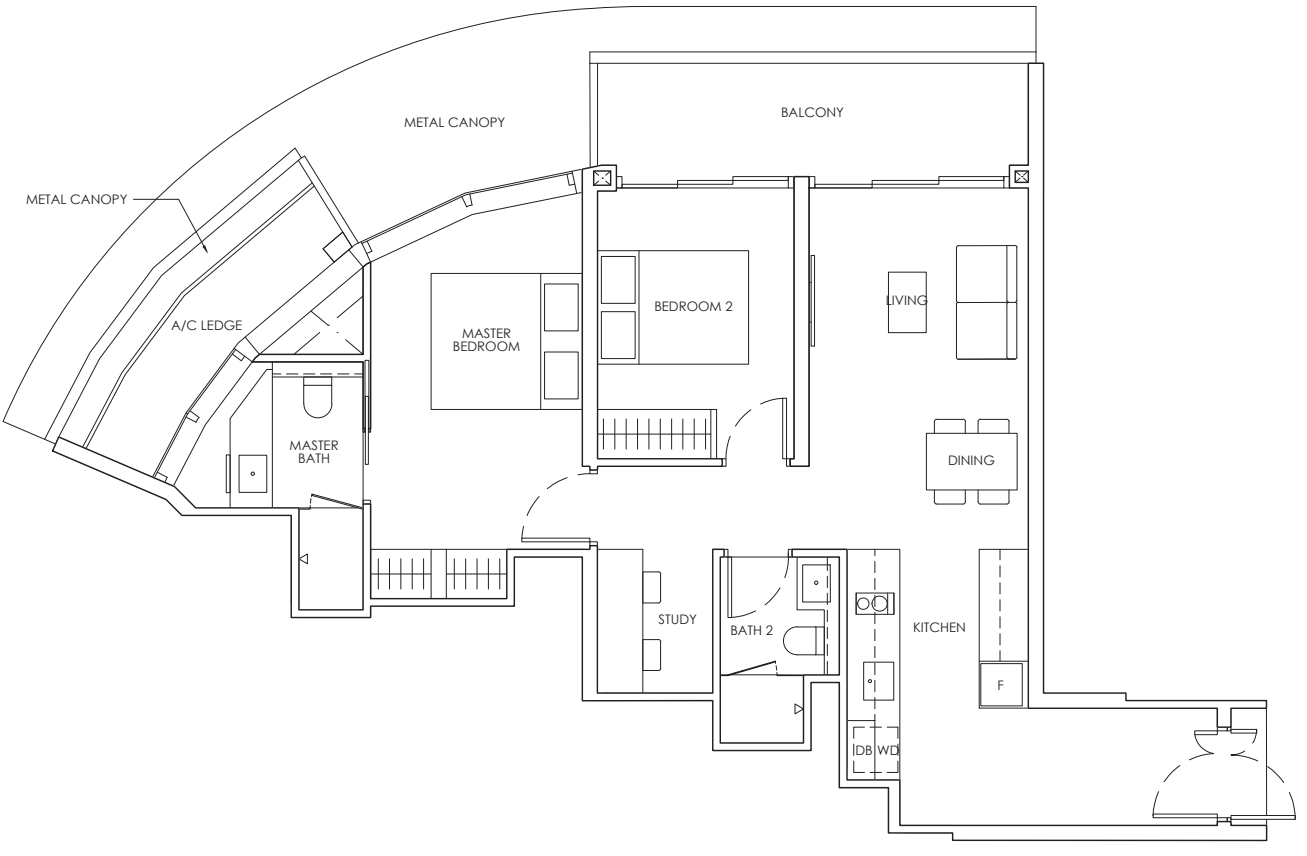 BALCONY
METAL CANOPY
METAL CANOPY
LIVING
BEDROOM 2
A/C LEDGE
MASTER
BEDROOM
MASTER
BATH
DINING
STUDY
BATH 2
KITCHEN
F
DB WD